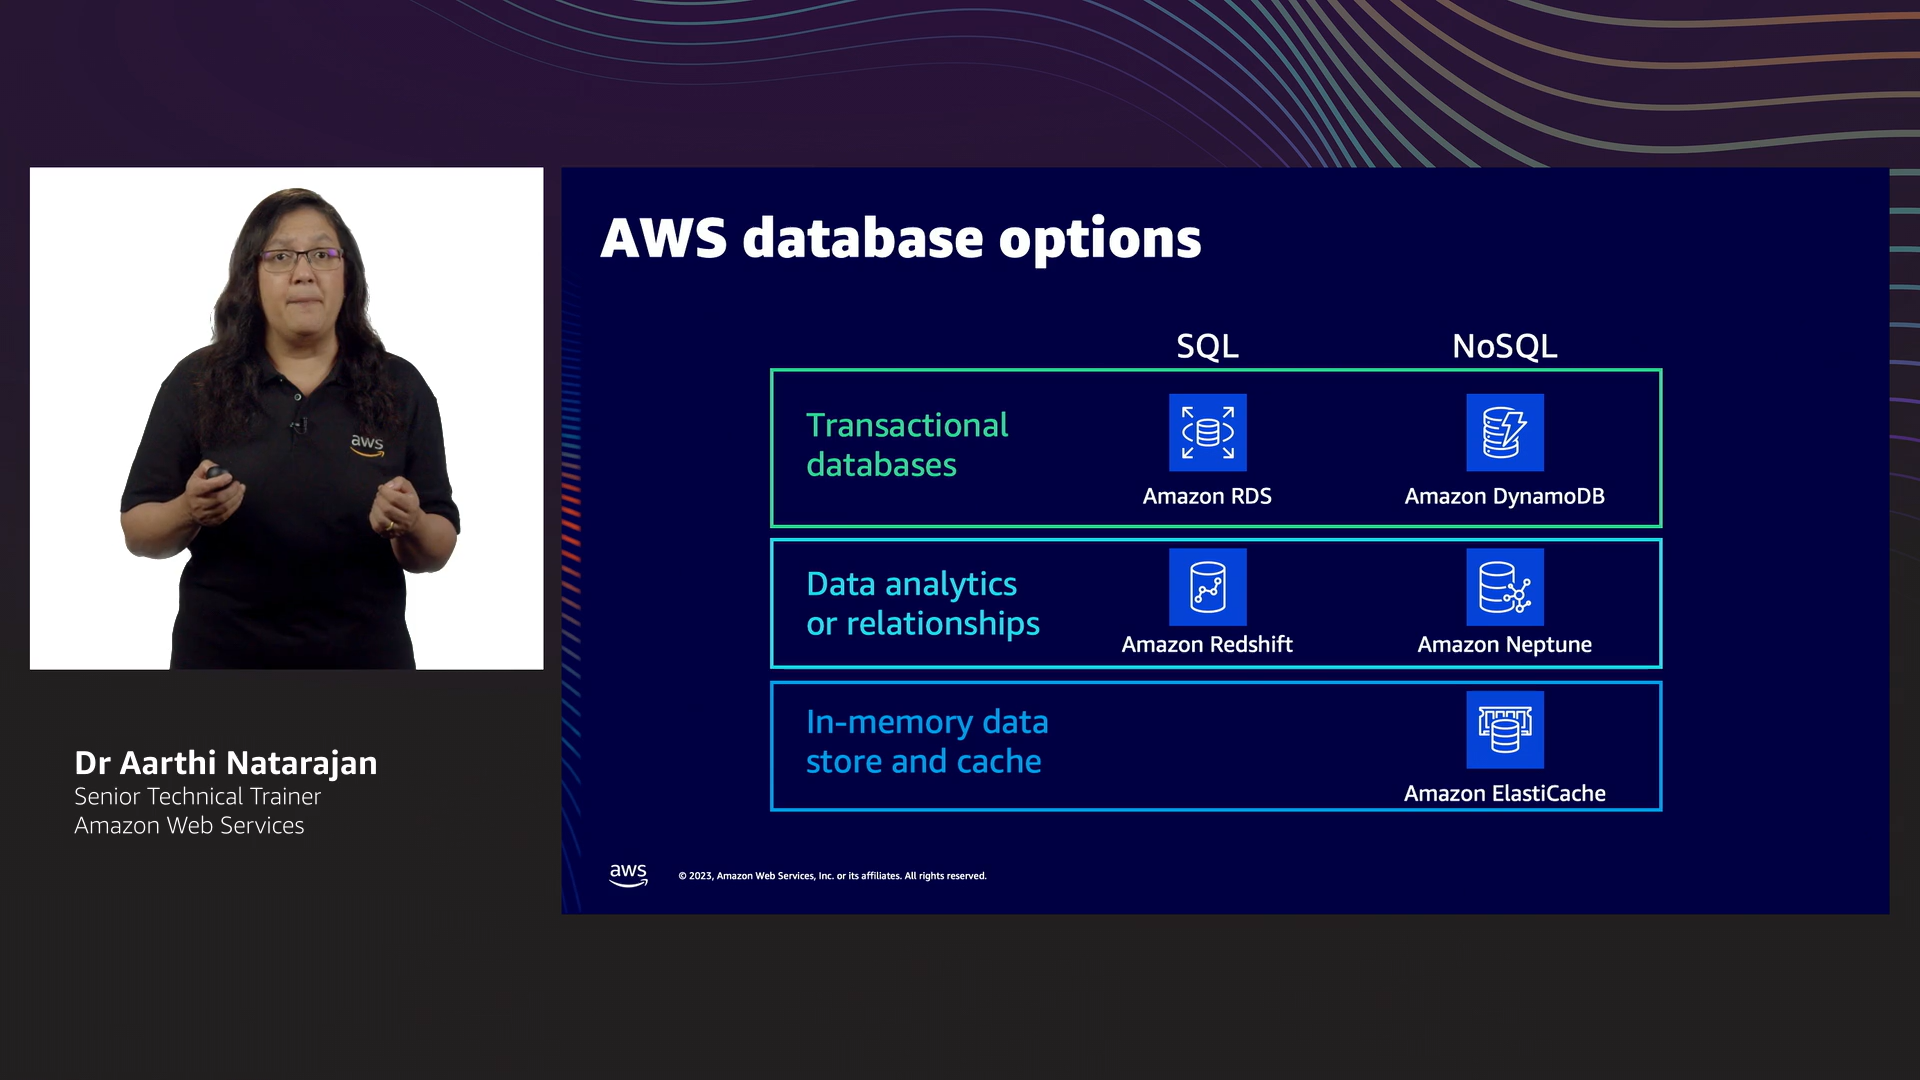 aws
Dr Aarthi Natarajan
Senior Technical Trainer
Amazon Web Services
AWS database options
SQL
NoSQL
Transactional
databases
Amazon RDS
Amazon DynamoDB
Data analytics
or relationships
Amazon Redshift
Amazon Neptune
In-memory data
store and cache
Amazon ElastiCache
aws
© 2023, Amazon Web Services, Inc. or its affiliates. All rights reserved.